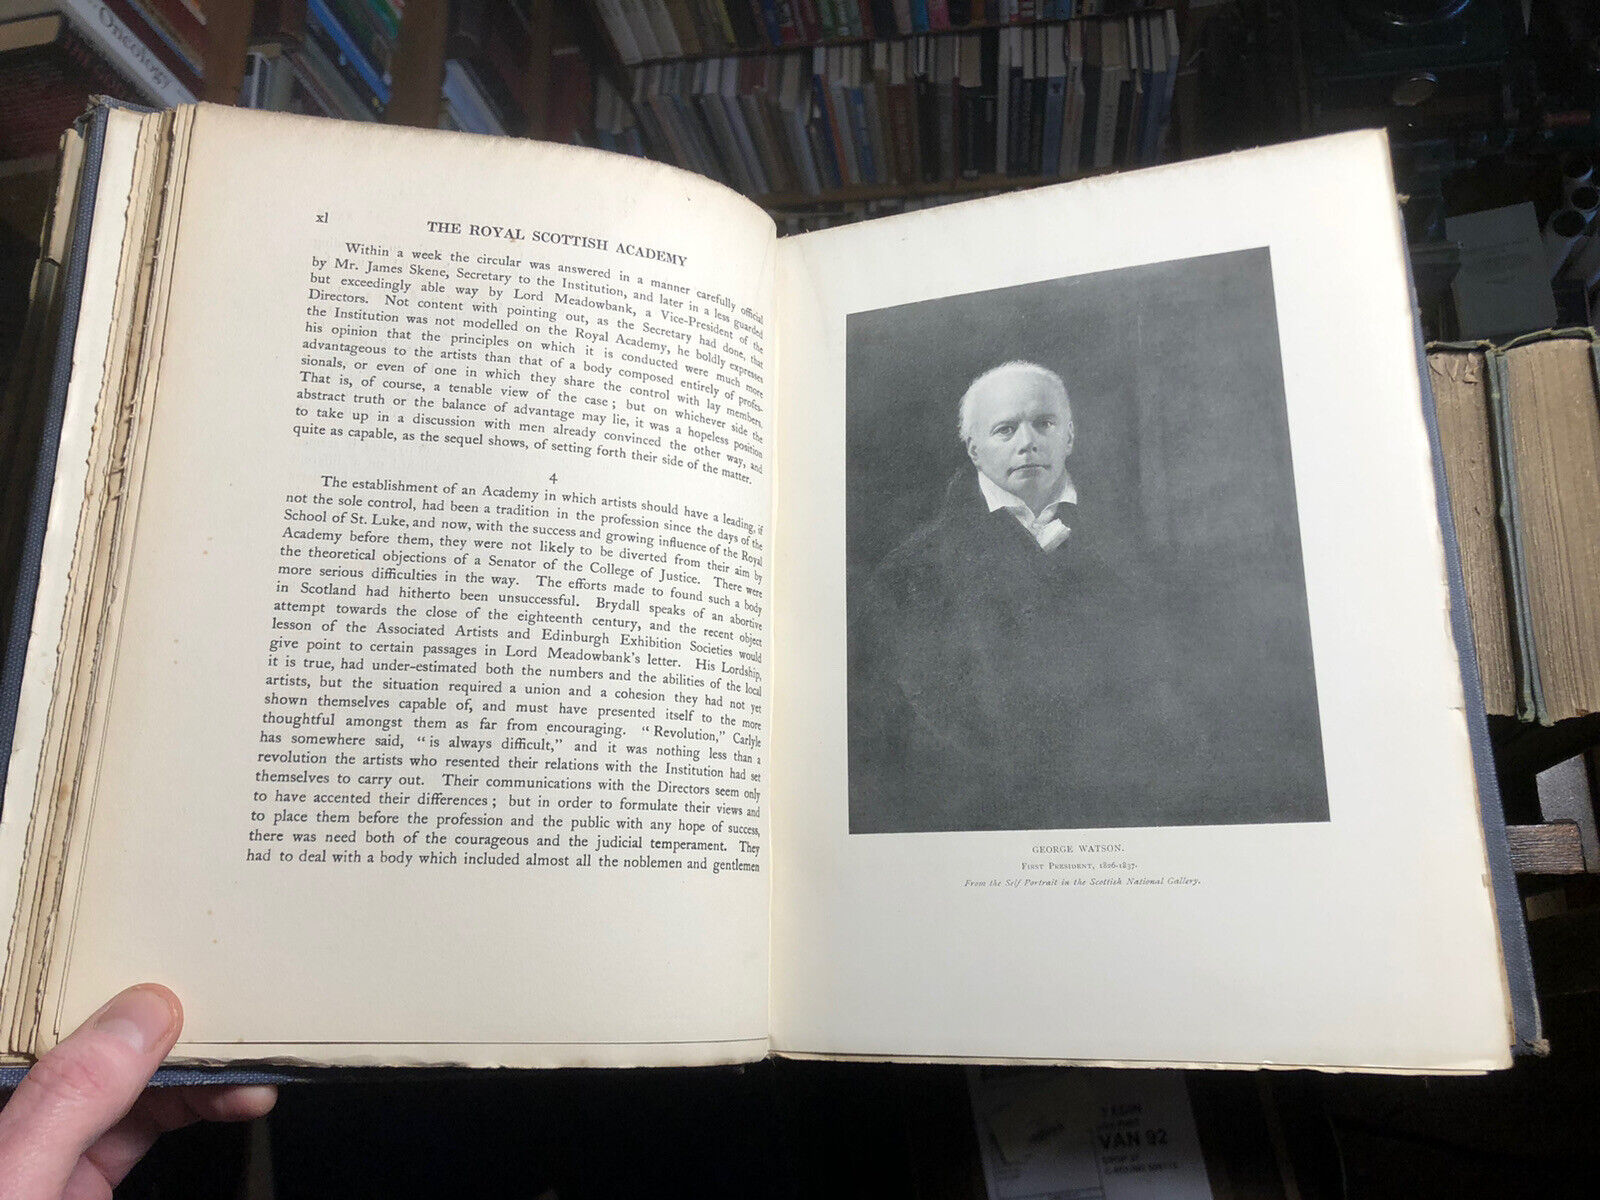 Oncology
xl
THE ROYAL SCOTTISH ACADEMY
Within a week the circular was answered in a manner carefully official
by Mr. James Skene, Secretary to the Institution, and later in a less guarded
but exceedingly able way by Lord Meadowbank, a Vice-President of the
Directors. Not content with pointing out, as the Secretary had done, that
the Institution was not modelled on the Royal Academy, he boldly expresses
his opinion that the principles on which it is conducted were much more
advantageous to the artists than that of a body composed entirely of profes-
sionals, or even of one in which they share the control with lay members.
That is, of course, a tenable view of the case; but on whichever side the
abstract truth or the balance of advantage may lie, it was a hopeless position
to take up in a discussion with men already convinced the other way, and
quite as capable, as the sequel shows, of setting forth their side of the matter.
4
The establishment of an Academy in which artists should have a leading, if
not the sole control, had been a tradition in the profession since the days of the
School of St. Luke, and now, with the success and growing influence of the Royal
Academy before them, they were not likely to be diverted from their aim by
the theoretical objections of a Senator of the College of Justice. There were
more serious difficulties in the way. The efforts made to found such a body
in Scotland had hitherto been unsuccessful. Brydall speaks of an abortive
attempt towards the close of the eighteenth century, and the recent object
lesson of the Associated Artists and Edinburgh Exhibition Societies would
give point to certain passages in Lord Meadowbank's letter. His Lordship,
it is true, had under-estimated both the numbers and the abilities of the local
artists, but the situation required a union and a cohesion they had not yet
shown themselves capable of, and must have presented itself to the more
thoughtful amongst them as far from encouraging. "Revolution," Carlyle
has somewhere said, "is always difficult," and it was nothing less than a
revolution the artists who resented their relations with the Institution had set
themselves to carry out. Their communications with the Directors seem only
to have accented their differences; but in order to formulate their views and
to place them before the profession and the public with any hope of success,
there was need both of the courageous and the judicial temperament. They
had to deal with a body which included almost all the noblemen and gentlemen
GEORGE WATSON.
FIRST PRESIDENT, 1826-1837.
From the Self Portrait in the Scottish National Gallery.
VAN 92